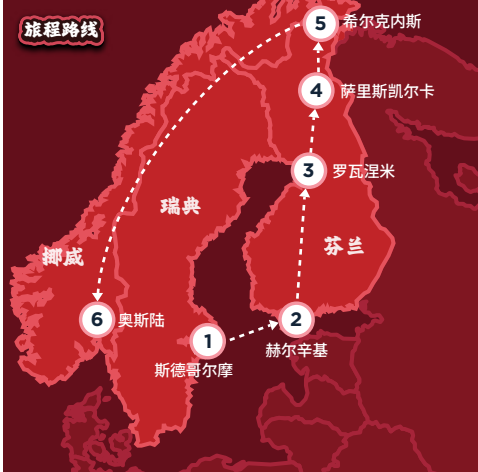 旅程路线
5
希尔克内斯
4
萨里斯凯尔卡
3
罗瓦涅米
瑞典
芬兰
挪威
6
奥斯陆
1
斯德哥尔摩
2
赫尔辛基